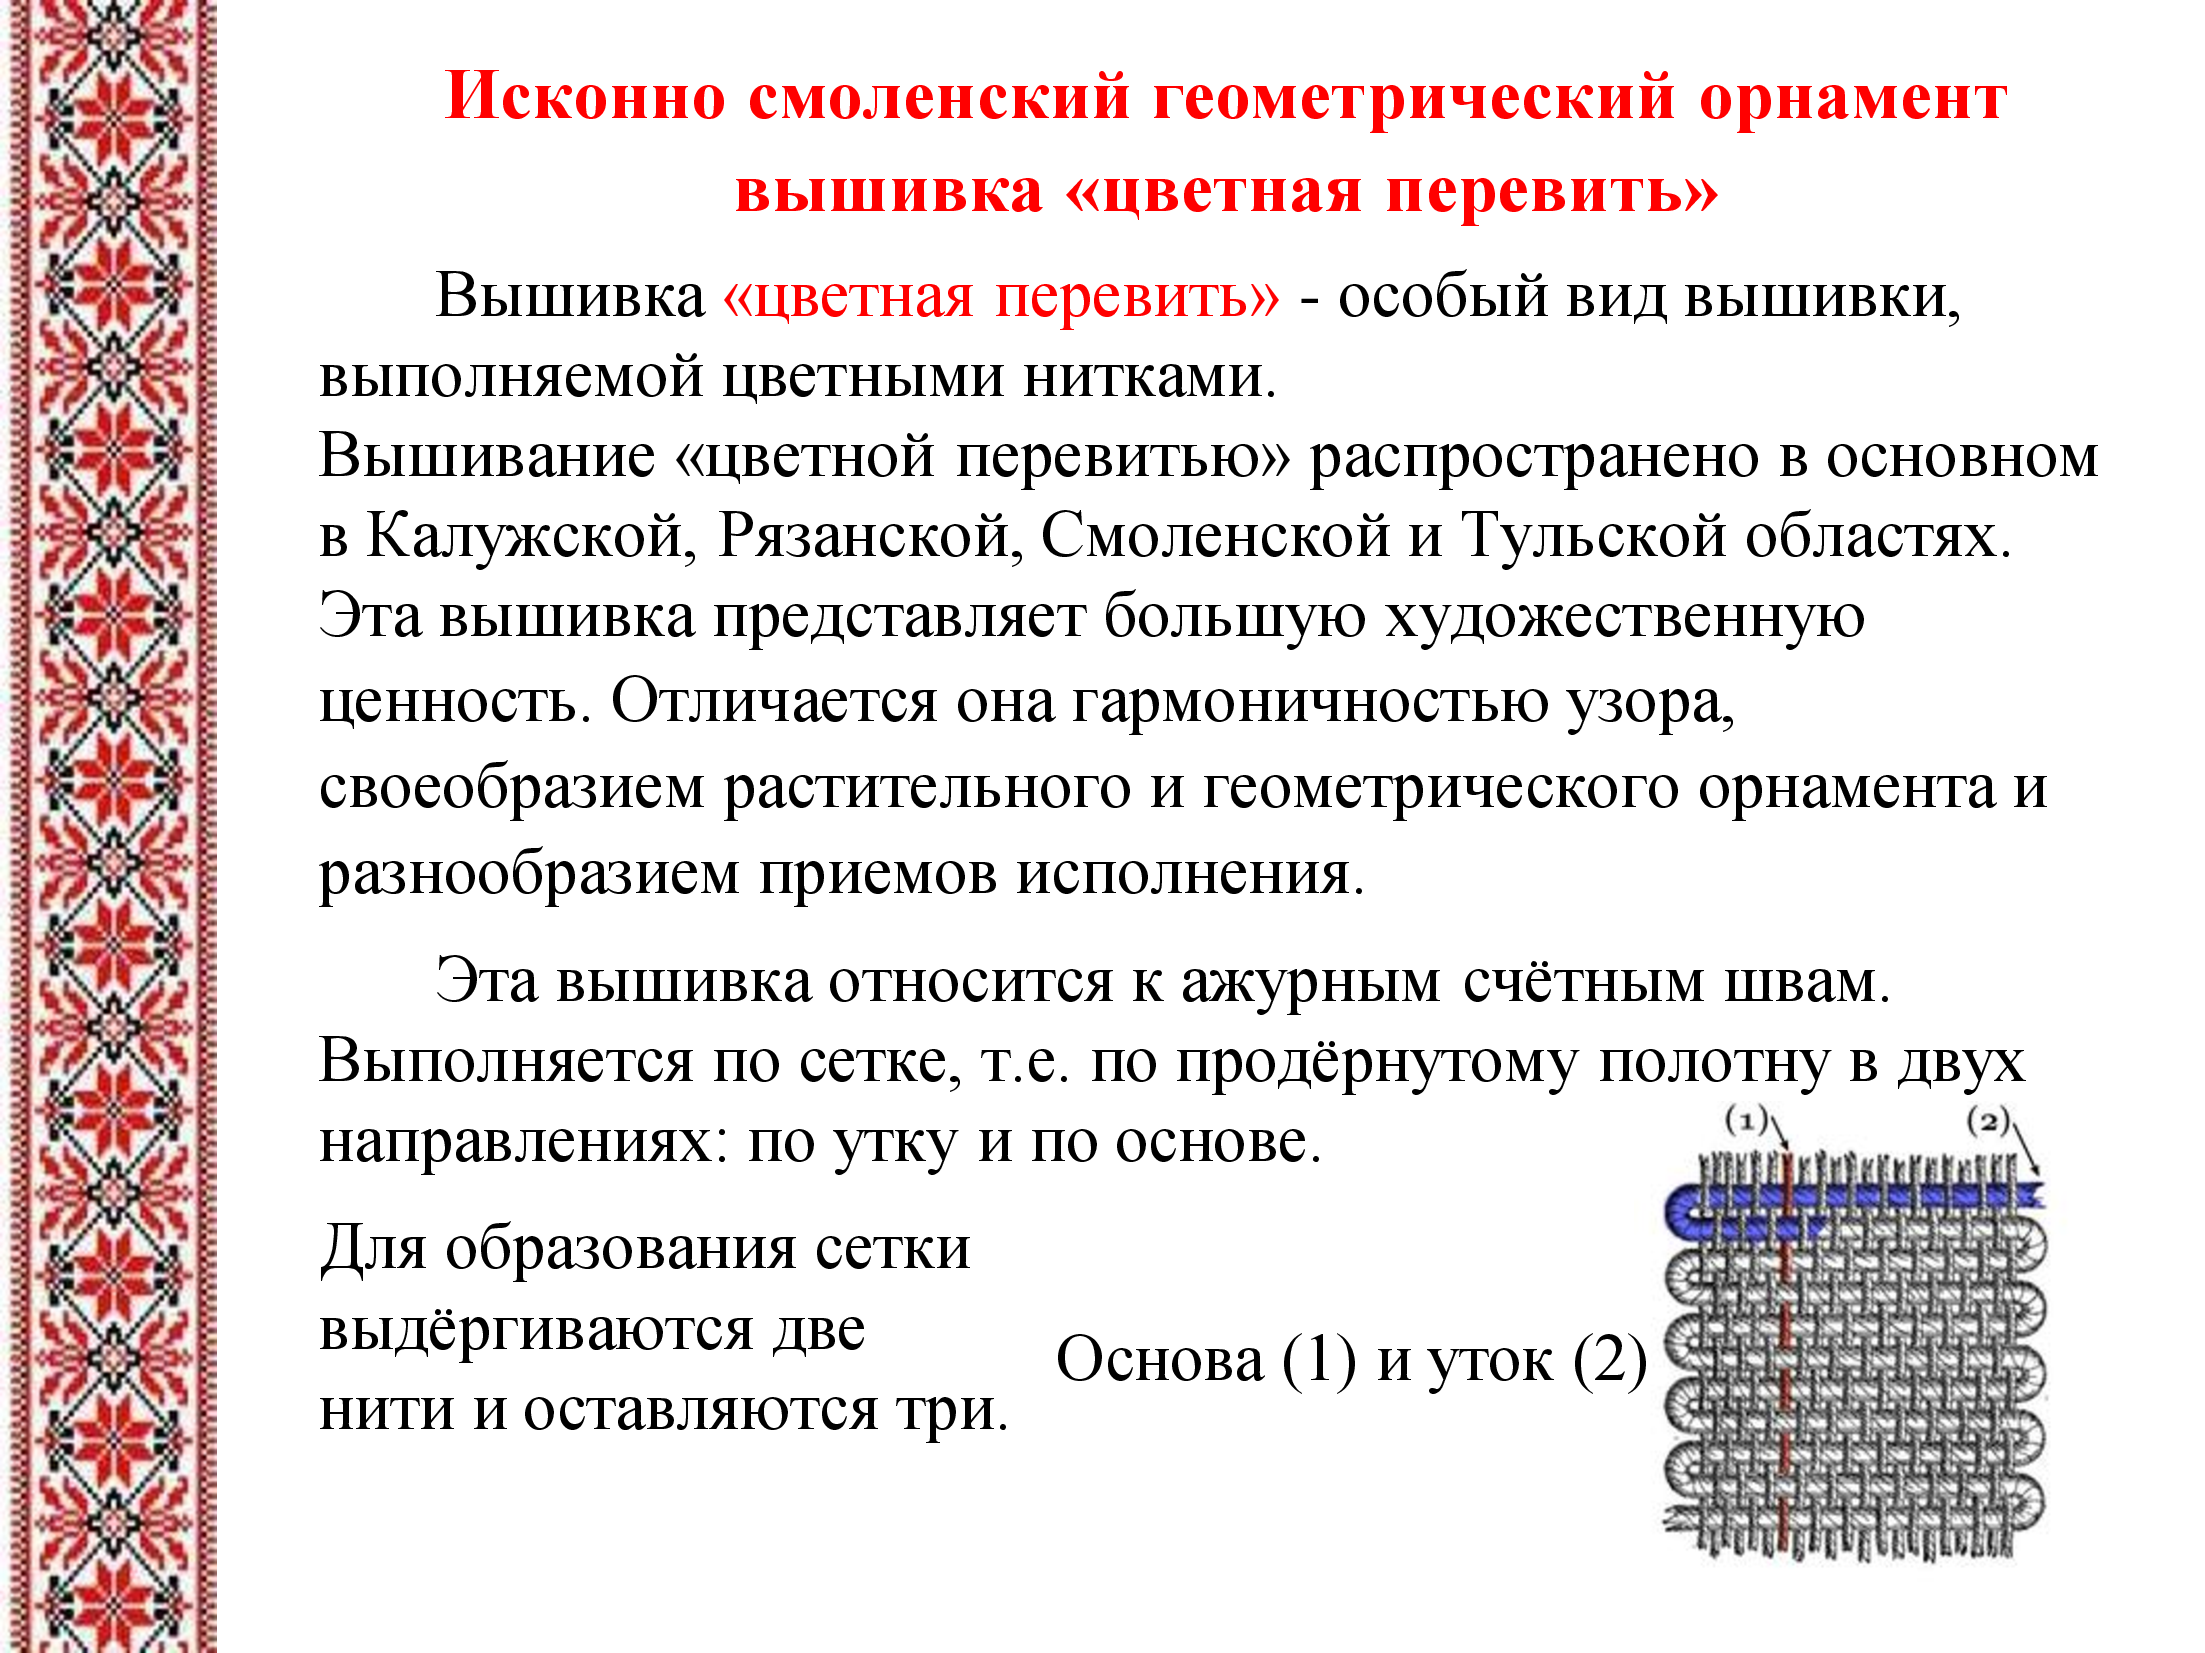 Исконно смоленский геометрический орнамент
вышивка «цветная перевить»
Вышивка «цветная перевить» - особый вид вышивки,
выполняемой цветными нитками.
Вышивание «цветной перевитью» распространено в основном
в Калужской, Рязанской, Смоленской и Тульской областях.
Эта вышивка представляет большую художественную
ценность. Отличается она гармоничностью узора,
своеобразием растительного и геометрического орнамента и
разнообразием приемов исполнения.
Эта вышивка относится к ажурным счётным швам.
Выполняется по сетке, т.е. по продёрнутому полотну в двух
направлениях: по утку и по основе.
(1) (2)
Для образования сетки
выдёргиваются две
нити и оставляются три.
Основа (1) и уток (2)